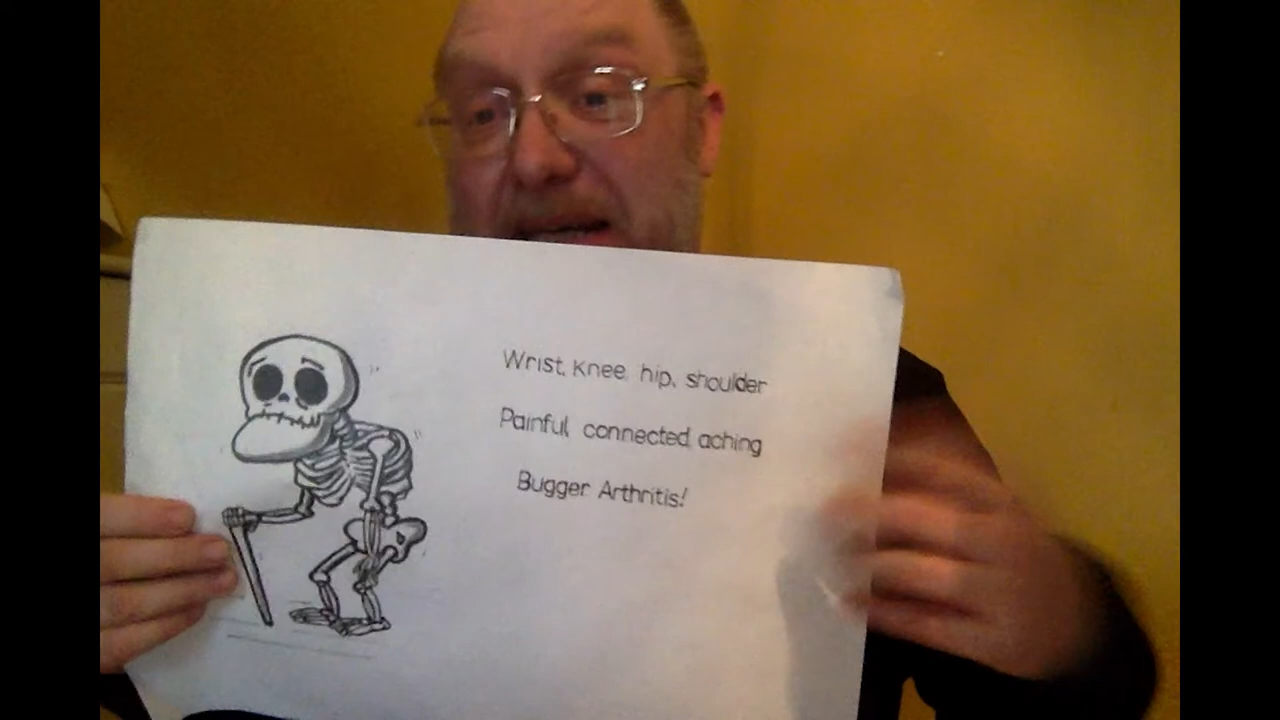 Wrist, Knee, hip, shoulder
Painful, connected, aching
Bugger Arthritis!